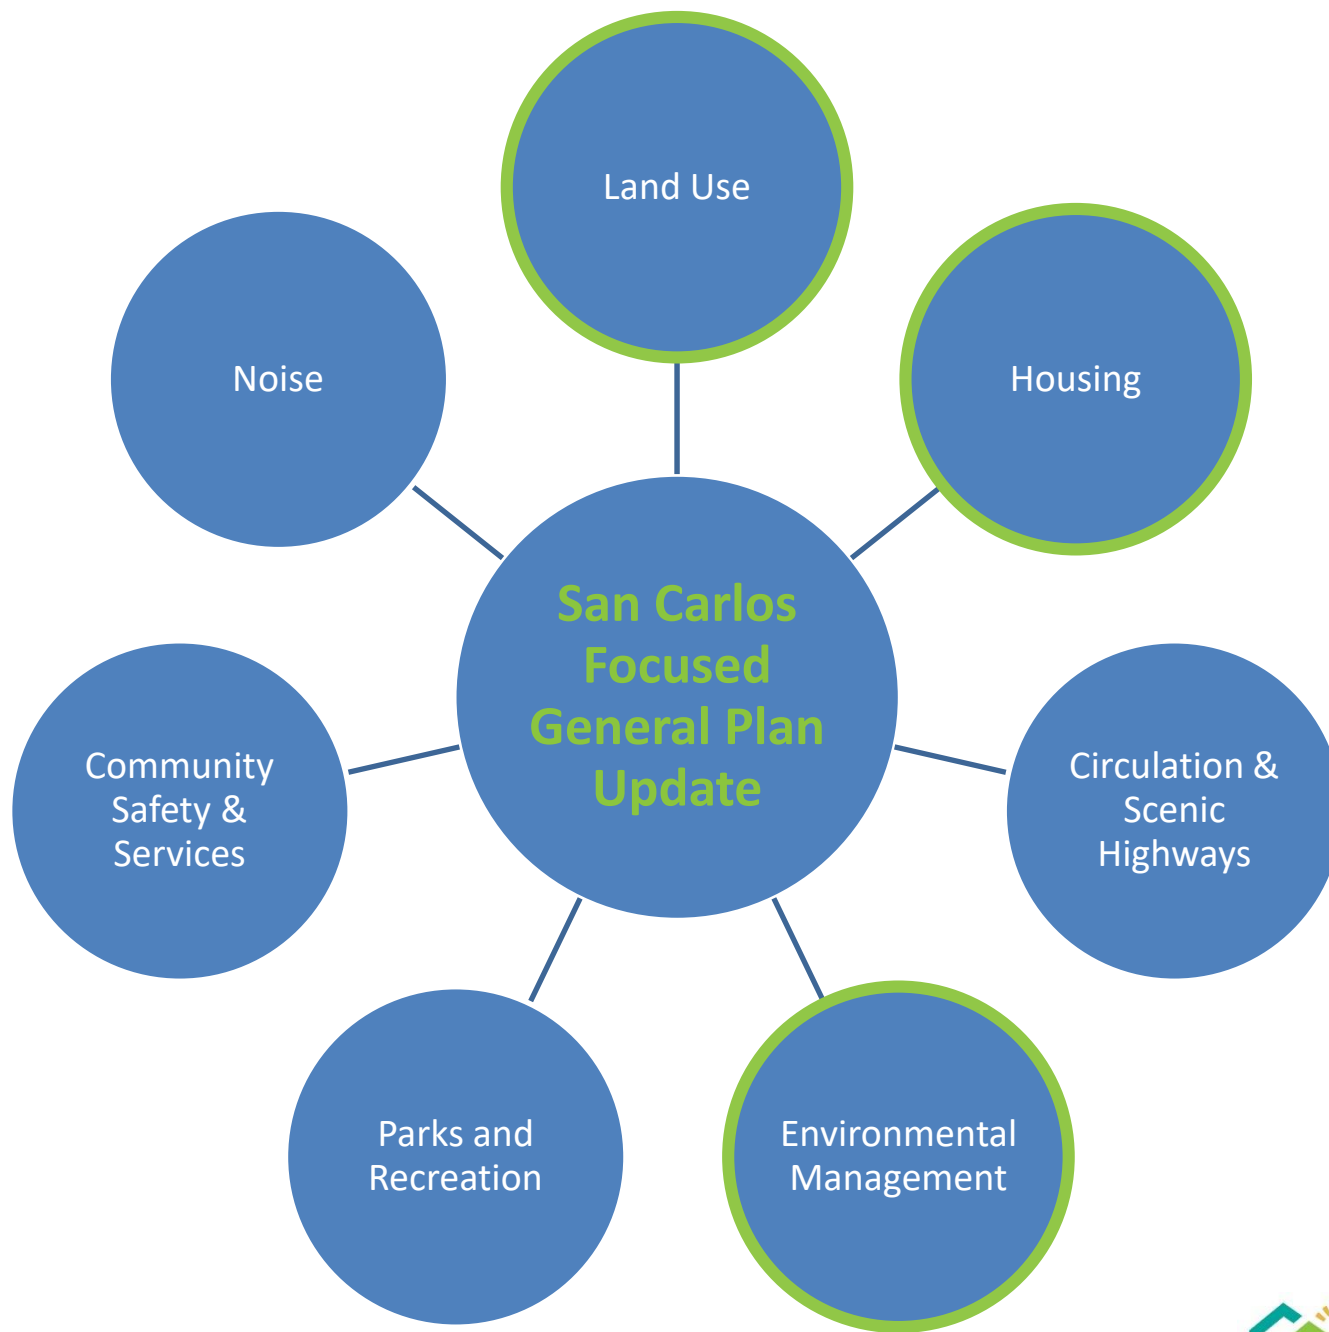 Land Use
Noise
Housing
San Carlos
Focused
General Plan
Update
Community
Safety &
Services
Circulation &
Scenic
Highways
Parks and
Recreation
Environmental
Management